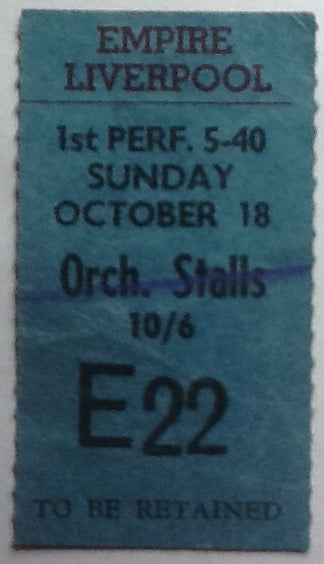 EMPIRE
LIVERPOOL
1st PERF. 5-40
SUNDAY
OCTOBER 18
Orch. Stalls
10/6
E22
TO BE RETAINED